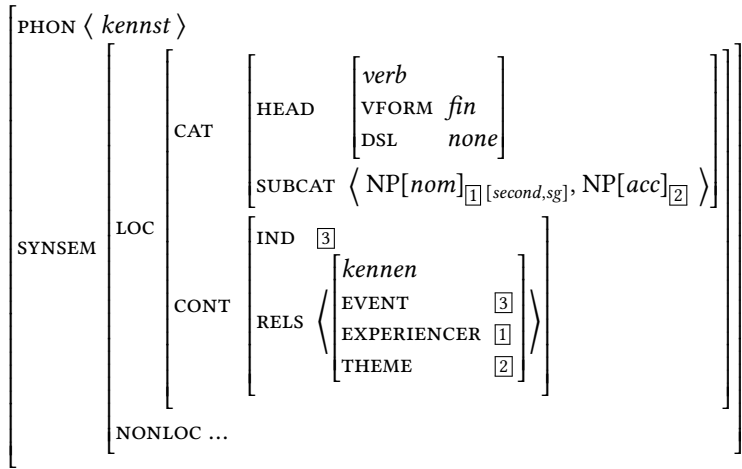 PHON ⟨ kennst ⟩
verb
HEAD VFORM fin
CAT DSL none
SUBCAT ⟨ NP[nom]1 [second,sg], NP[acc]2 ⟩
SYNSEM LOC IND 3
kennen
CONT RELS ⟨ EVENT 3 ⟩
EXPERIENCER 1
THEME 2
NONLOC ...